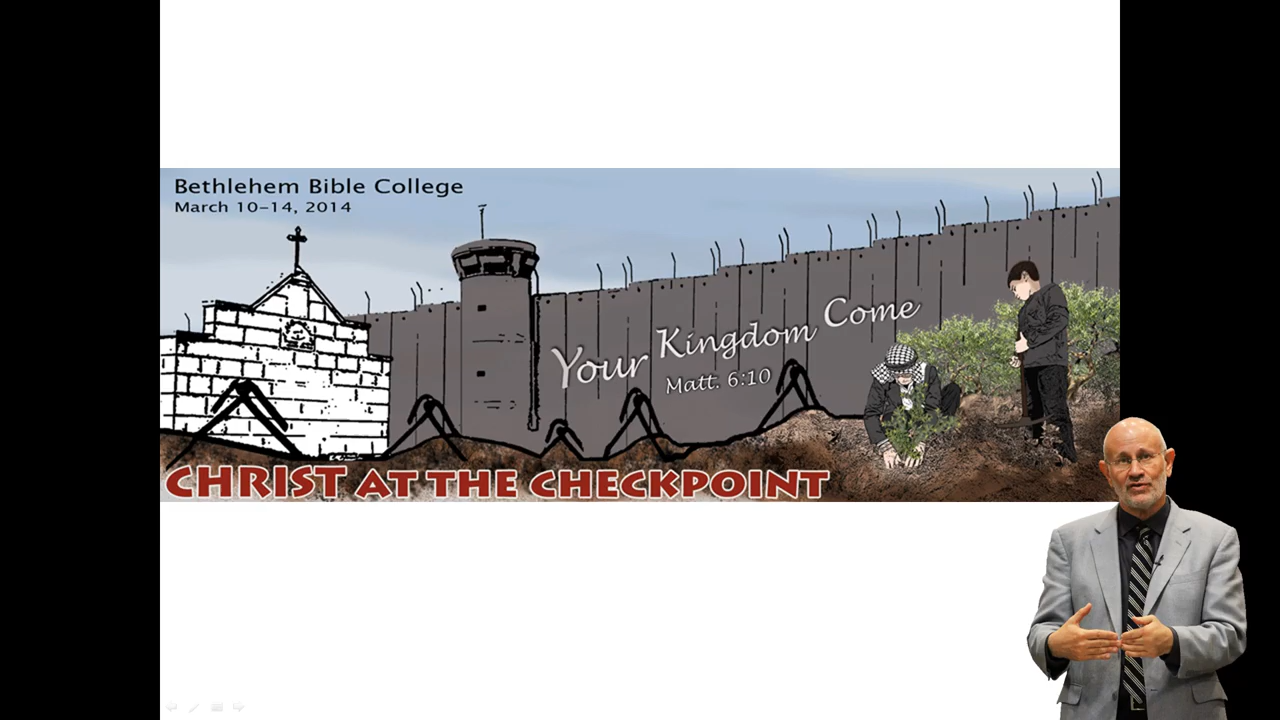 Bethlehem Bible College
March 10-14, 2014
Your Kingdom Come
Matt. 6:10
CHRIST AT THE CHECKPOINT